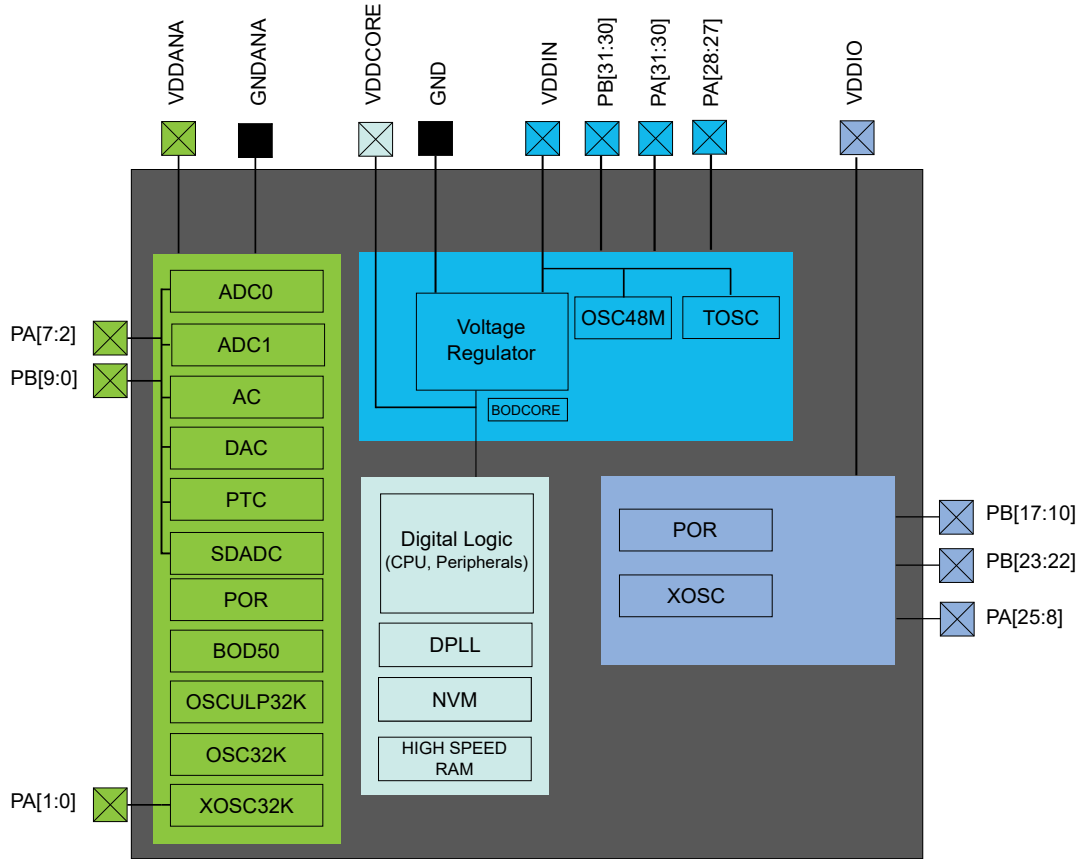 VDDANA
GNDANA
VDDCORE
GND
VDDIN
PB[31:30]
PA[31:30]
PA[28:27]
VDDIO
PA[7:2]
PB[9:0]
PA[1:0]
ADC0
ADC1
AC
DAC
PTC
SDADC
POR
BOD50
OSCULP32K
OSC32K
XOSC32K
Voltage
Regulator
OSC48M
TOSC
BODCORE
Digital Logic
(CPU, Peripherals)
DPLL
NVM
HIGH SPEED
RAM
POR
XOSC
PB[17:10]
PB[23:22]
PA[25:8]